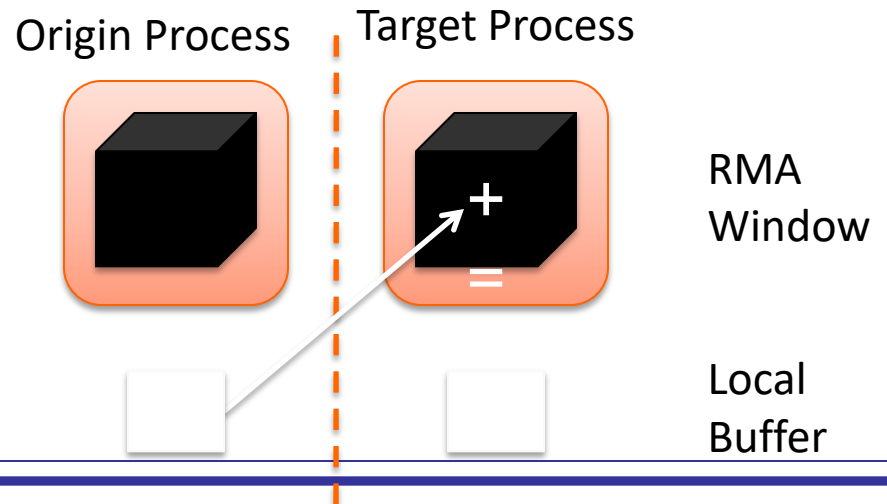 Origin Process
Target Process
+
=
RMA
Window
Local
Buffer